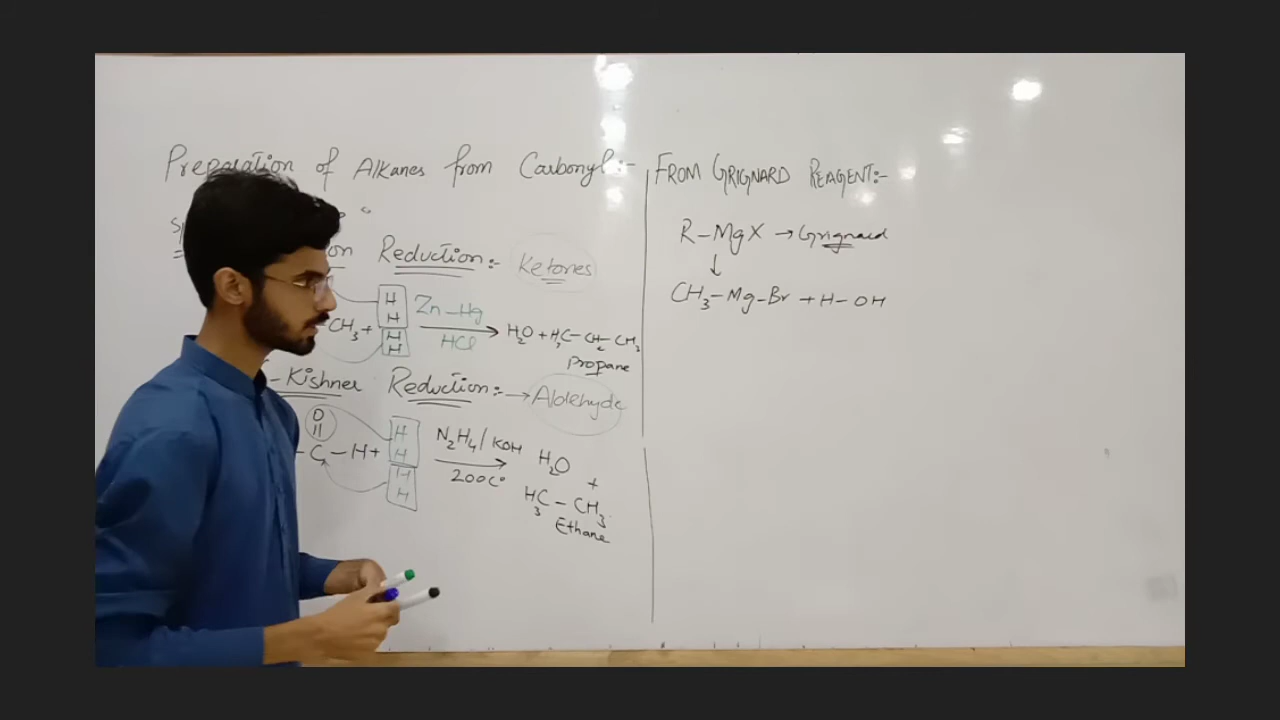 Preparation of Alkanes from Carbonyl:-
Reduction:- Ketones
CH3+ H H H H Zn-Hg HCl H2O + H3C-CH2-CH3
Propane
-Kishner Reduction:- → Aldehyde
O
-C-H+ H H H H N2H4/KOH 200C° H2O
+
H3C-CH3
Ethane
FROM GRIGNARD REAGENT:-
R-MgX → Grignard
↓
CH3-Mg-Br + H-OH